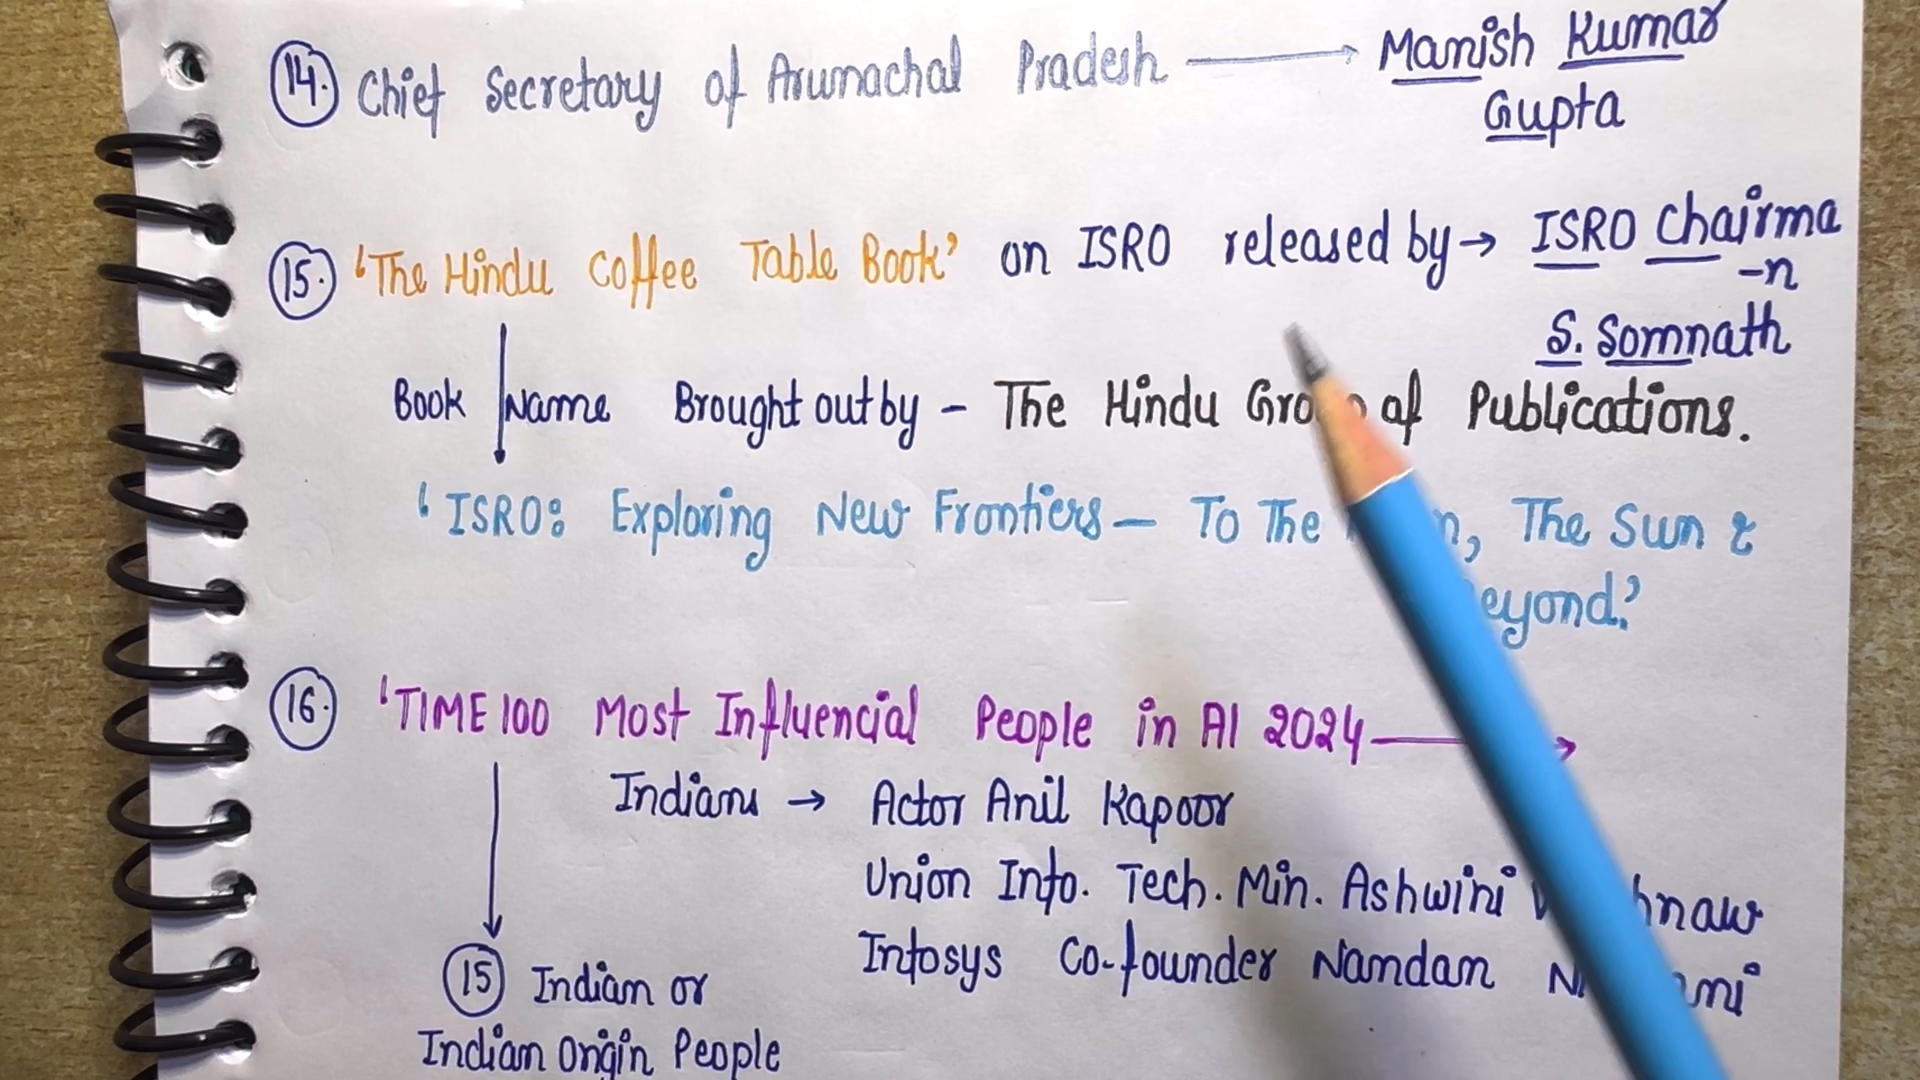 14. Chief Secretary of Arunachal Pradesh → Manish Kumar
Gupta
15. 'The Hindu Coffee Table Book' on ISRO released by → ISRO Chairma
-n
S. Somnath
Book Name Brought out by - The Hindu of Publications.
'ISRO: Exploring New Frontiers - To The The Sun &
16. 'TIME 100 Most Influencial People in AI 2024 →
Indians → Actor Anil Kapoor
Union Info. Tech. Min. Ashwini
Infosys Co-founder Nandan
15 Indian or
Indian Origin People